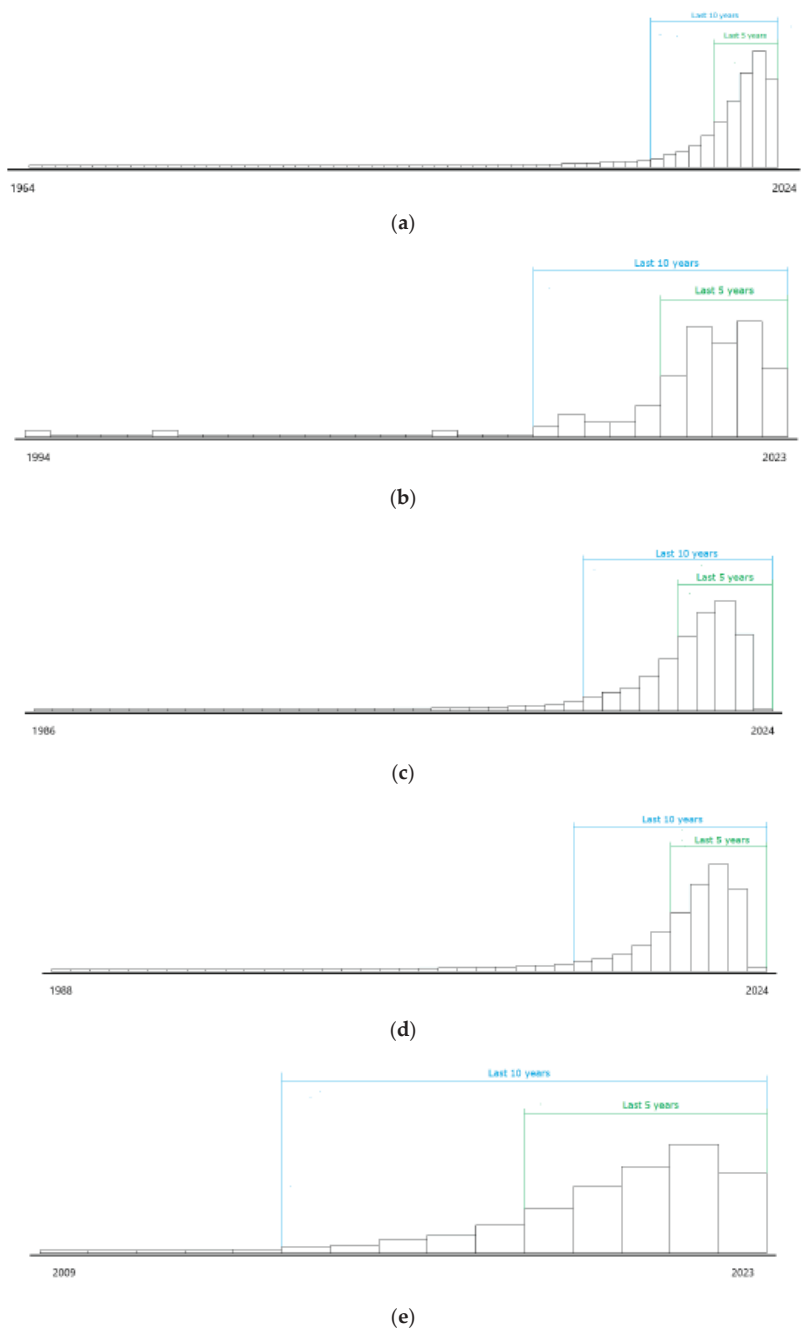 Last 10 years
Last 5 years
1964 2024
(a)
Last 10 years
Last 5 years
1994 2023
(b)
Last 10 years
Last 5 years
1986 2024
(c)
Last 10 years
Last 5 years
1988 2024
(d)
Last 10 years
Last 5 years
2009 2023
(e)